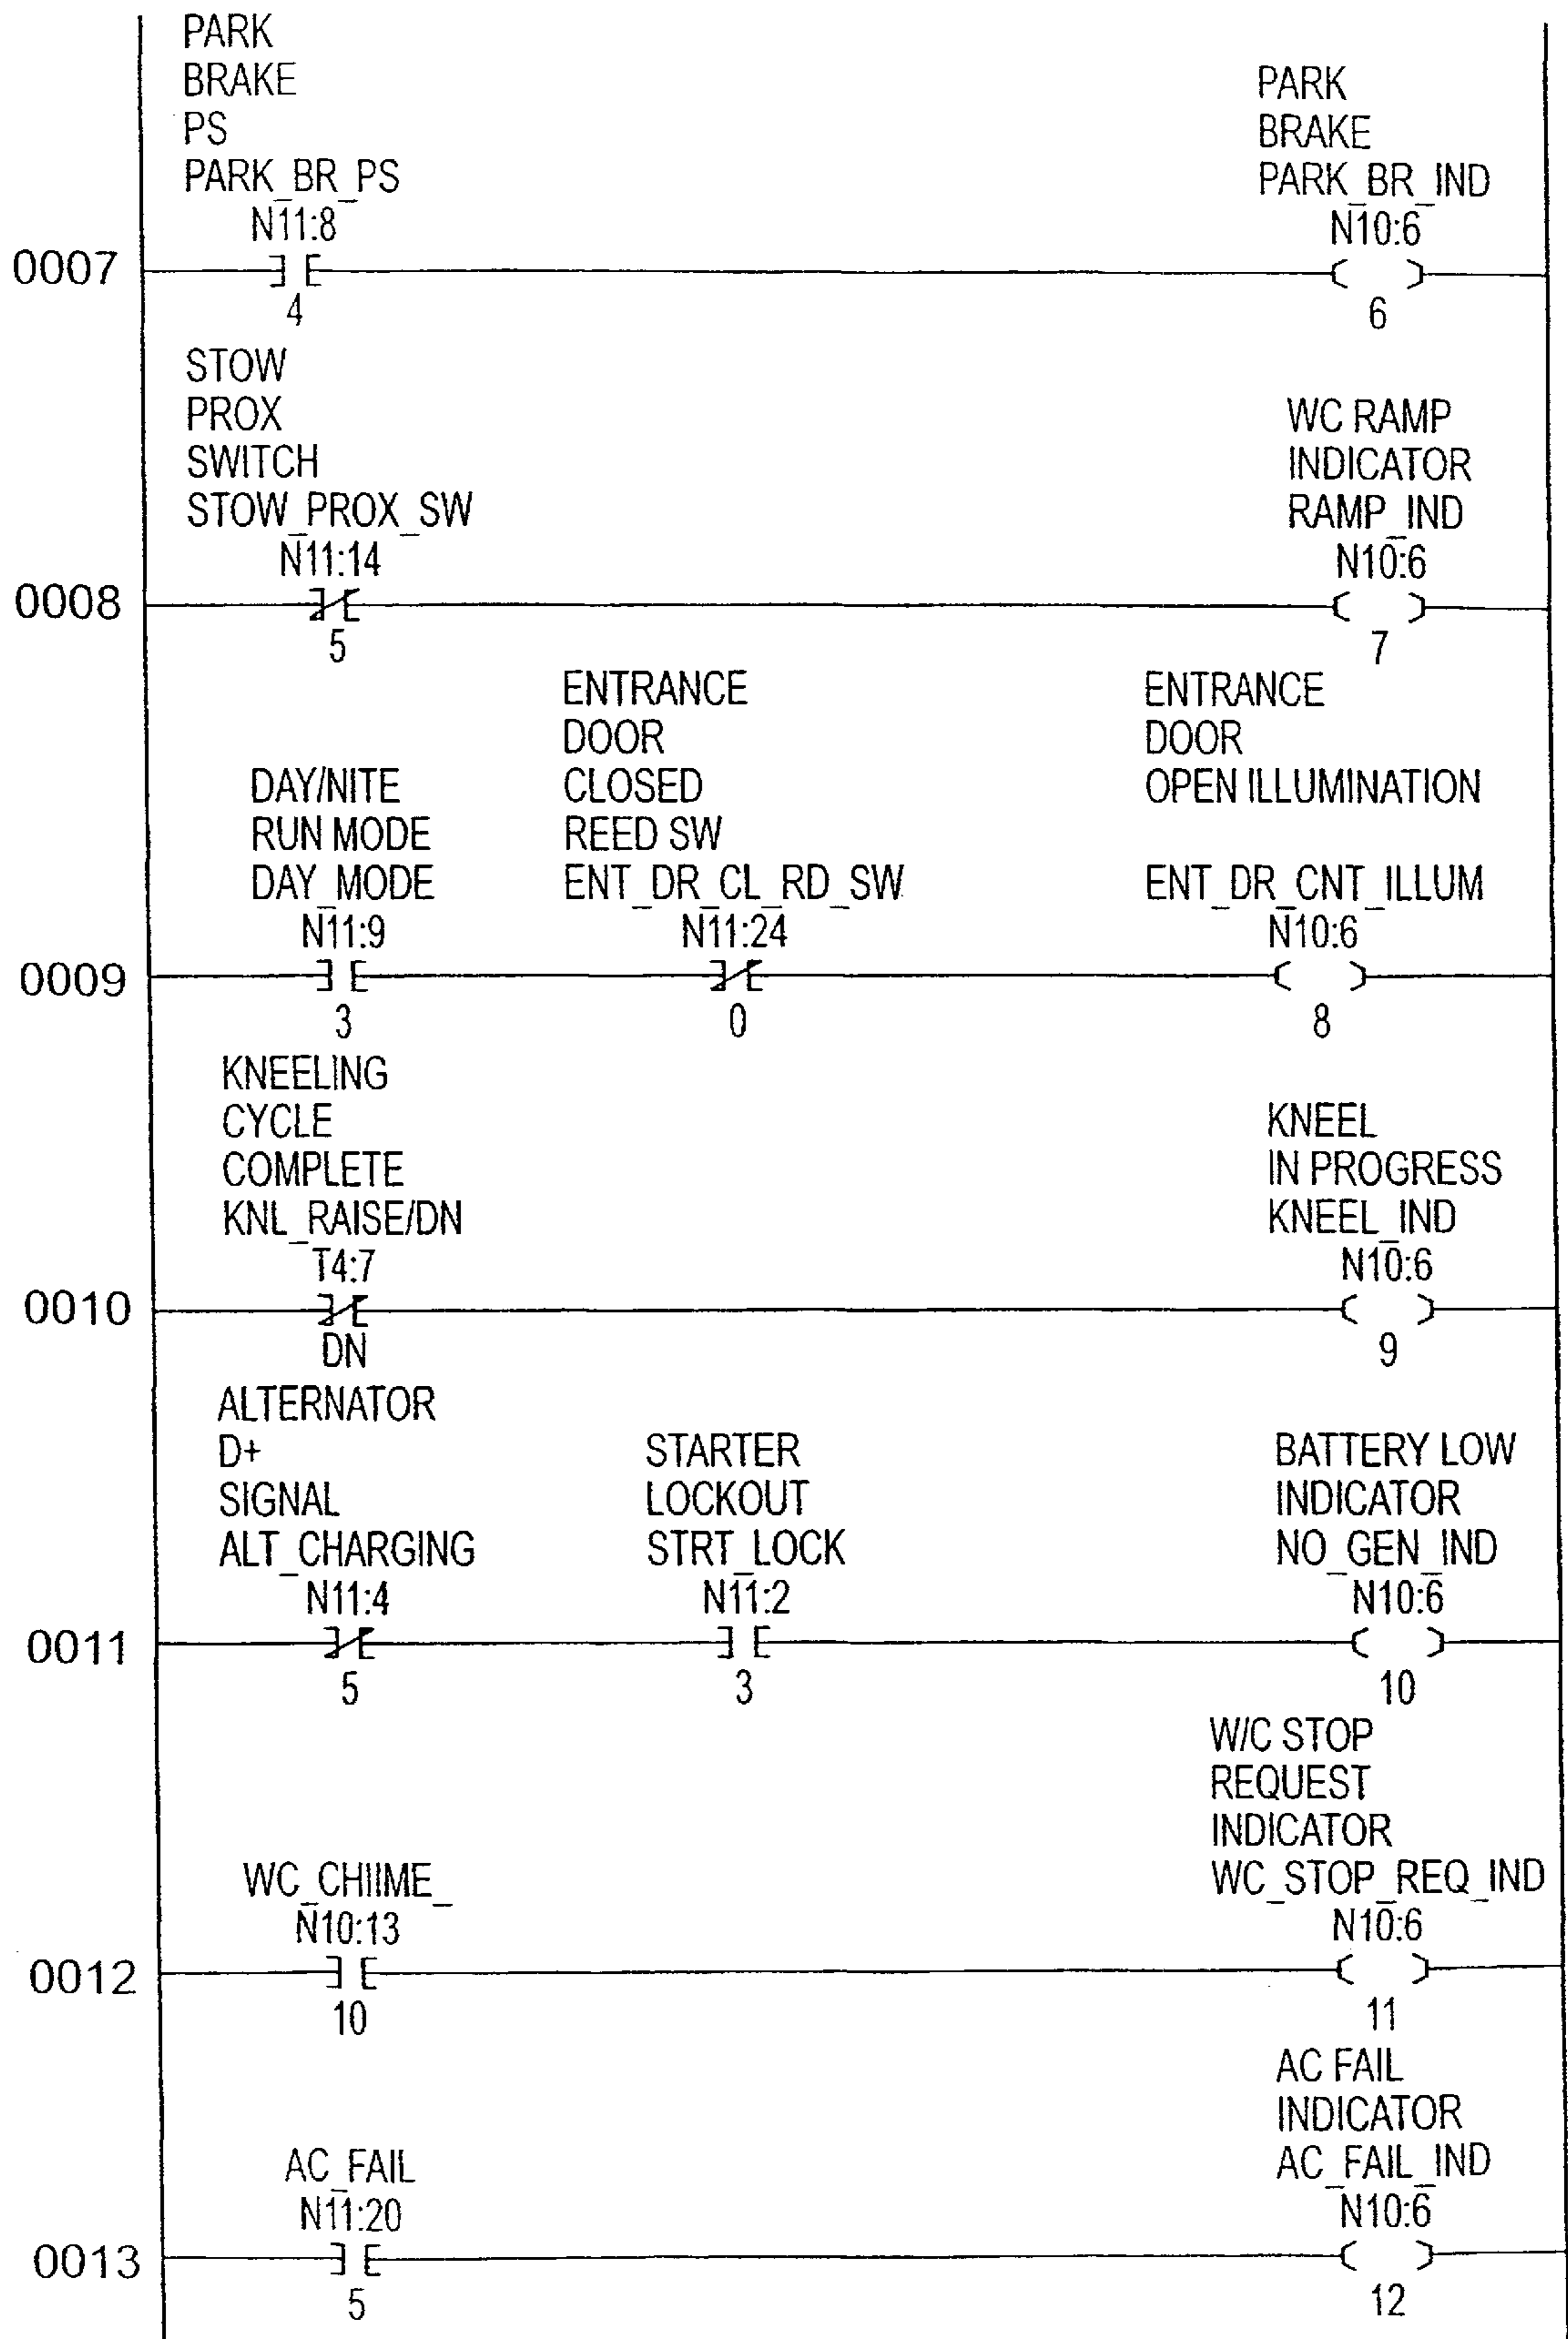 PARK
BRAKE
PS
PARK_BR_PS
N11:8
4
PARK
BRAKE
PARK_BR_IND
N10:6
6
0007
STOW
PROX
SWITCH
STOW_PROX_SW
N11:14
5
WC RAMP
INDICATOR
RAMP_IND
N10:6
7
0008
DAY/NITE
RUN MODE
DAY_MODE
N11:9
3
ENTRANCE
DOOR
CLOSED
REED SW
ENT_DR_CL_RD_SW
N11:24
0
ENTRANCE
DOOR
OPEN ILLUMINATION
ENT_DR_CNT_ILLUM
N10:6
8
0009
KNEELING
CYCLE
COMPLETE
KNL_RAISE/DN
T4:7
DN
KNEEL
IN PROGRESS
KNEEL_IND
N10:6
9
0010
ALTERNATOR
D+
SIGNAL
ALT_CHARGING
N11:4
5
STARTER
LOCKOUT
STRT_LOCK
N11:2
3
BATTERY LOW
INDICATOR
NO_GEN_IND
N10:6
10
0011
WC_CHIIME_
N10:13
10
W/C STOP
REQUEST
INDICATOR
WC_STOP_REQ_IND
N10:6
11
0012
AC_FAIL
N11:20
5
AC FAIL
INDICATOR
AC_FAIL_IND
N10:6
12
0013